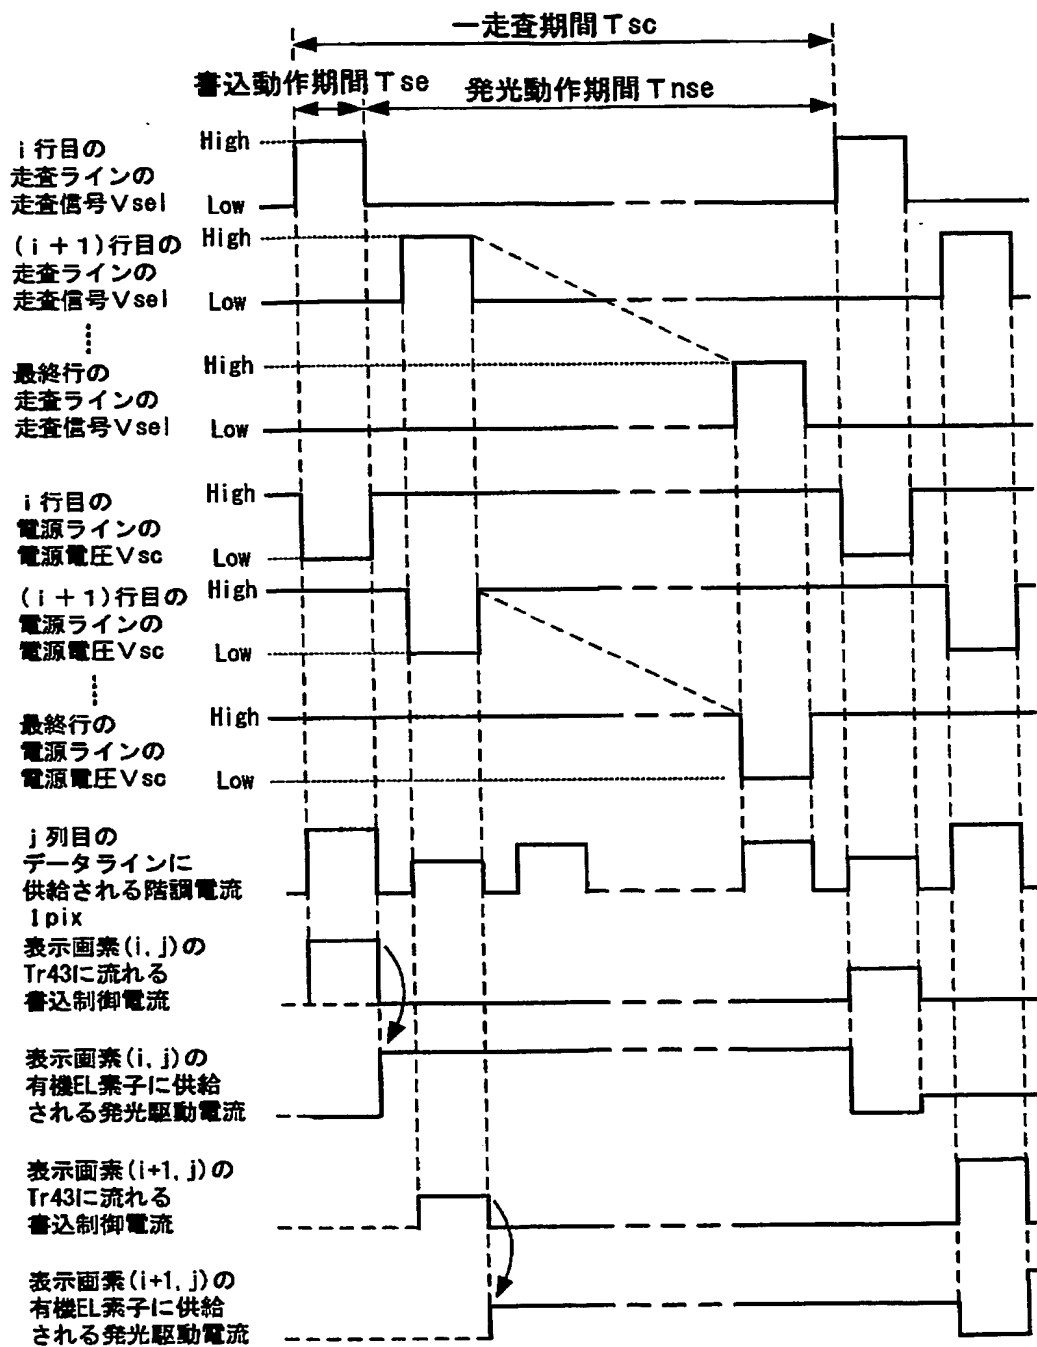 一走査期間Tsc
書込動作期間Tse
発光動作期間Tnse
i行目の
走査ラインの
走査信号Vsel
High
Low
(i+1)行目の
走査ラインの
走査信号Vsel
High
Low
最終行の
走査ラインの
走査信号Vsel
High
Low
i行目の
電源ラインの
電源電圧Vsc
High
Low
(i+1)行目の
電源ラインの
電源電圧Vsc
High
Low
最終行の
電源ラインの
電源電圧Vsc
High
Low
j列目の
データラインに
供給される階調電流
Ipix
表示画素(i,j)の
Tr43に流れる
書込制御電流
表示画素(i,j)の
有機EL素子に供給
される発光駆動電流
表示画素(i+1,j)の
Tr43に流れる
書込制御電流
表示画素(i+1,j)の
有機EL素子に供給
される発光駆動電流